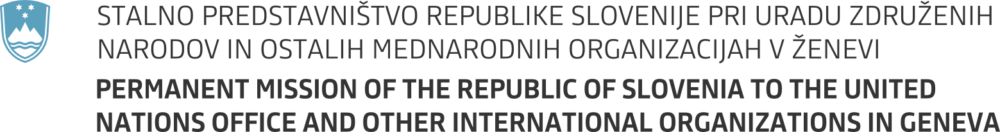 STALNO PREDSTAVNIŠTVO REPUBLIKE SLOVENIJE PRI URADU ZDRUŽENIH
NARODOV IN OSTALIH MEDNARODNIH ORGANIZACIJAH V ŽENEVI
PERMANENT MISSION OF THE REPUBLIC OF SLOVENIA TO THE UNITED
NATIONS OFFICE AND OTHER INTERNATIONAL ORGANIZATIONS IN GENEVA